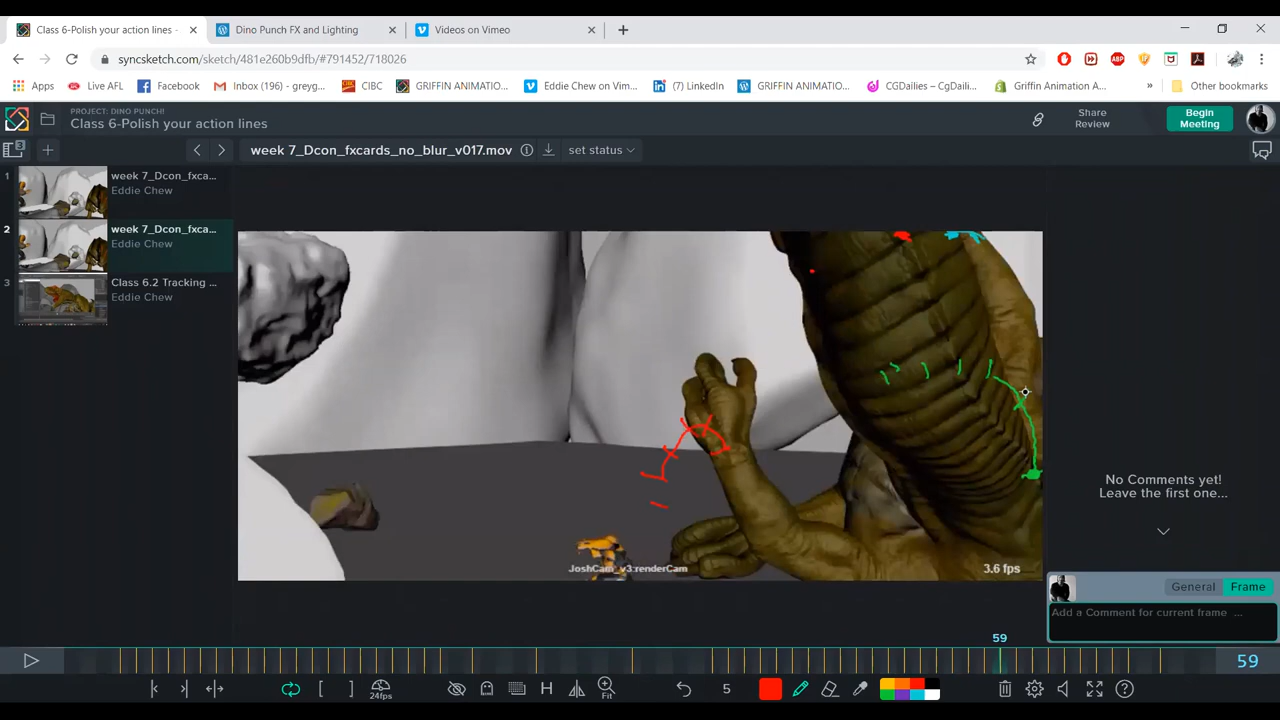 Class 6-Polish your action lines -
Dino Punch FX and Lighting
Videos on Vimeo
syncsketch.com/sketch/481e260b9dfb/#791452/718026
Apps
Live AFL
Facebook
Inbox (196) - greyg...
CIBC
GRIFFIN ANIMATIO...
Eddie Chew on Vim...
(7) LinkedIn
GRIFFIN ANIMATIO...
CGDailies – CgDaili...
Griffin Animation A...
»
Other bookmarks
PROJECT: DINO PUNCH!
Class 6-Polish your action lines
Share Review
Begin Meeting
3
week 7_Dcon_fxcards_no_blur_v017.mov
set status
1
week 7_Dcon_fxca...
Eddie Chew
2
week 7_Dcon_fxca...
Eddie Chew
3
Class 6.2 Tracking ...
Eddie Chew
JoshCam_v3:renderCam
3.6 fps
No Comments yet!
Leave the first one...
General
Frame
Add a Comment for current frame ...
59
59
24fps
H
Fit
5